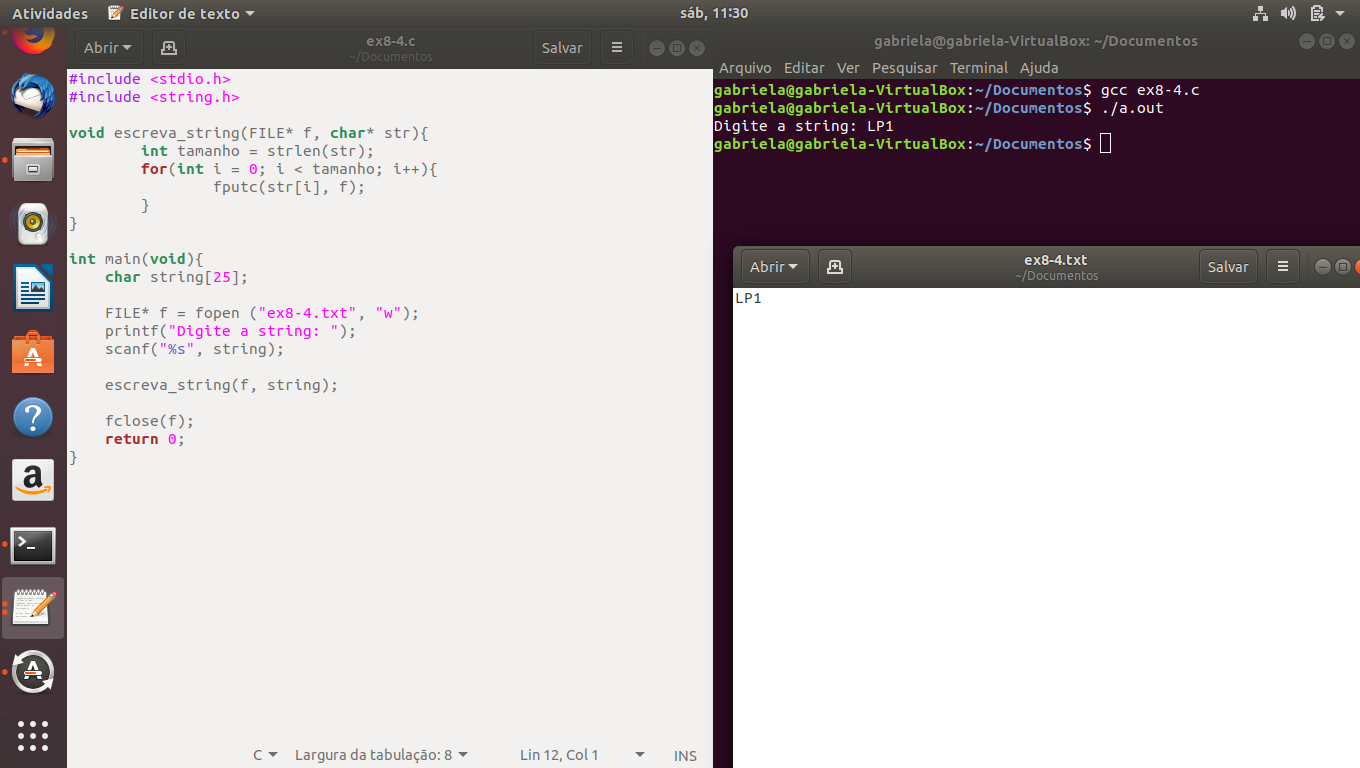 Atividades Editor de texto sáb, 11:30
Abrir ex8-4.c Salvar
~/Documentos
#include <stdio.h>
#include <string.h>
void escreva_string(FILE* f, char* str){
        int tamanho = strlen(str);
        for(int i = 0; i < tamanho; i++){
                fputc(str[i], f);
        }
}
int main(void){
    char string[25];
    FILE* f = fopen ("ex8-4.txt", "w");
    printf("Digite a string: ");
    scanf("%s", string);
    escreva_string(f, string);
    fclose(f);
    return 0;
}
C Largura da tabulação: 8 Lin 12, Col 1 INS
gabriela@gabriela-VirtualBox: ~/Documentos
Arquivo Editar Ver Pesquisar Terminal Ajuda
gabriela@gabriela-VirtualBox:~/Documentos$ gcc ex8-4.c
gabriela@gabriela-VirtualBox:~/Documentos$ ./a.out
Digite a string: LP1
gabriela@gabriela-VirtualBox:~/Documentos$
Abrir ex8-4.txt Salvar
~/Documentos
LP1